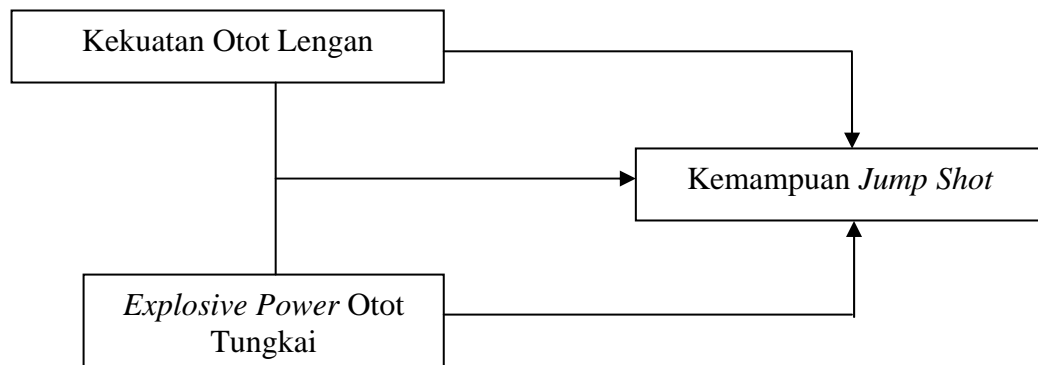 Kekuatan Otot Lengan
Kemampuan Jump Shot
Explosive Power Otot
Tungkai